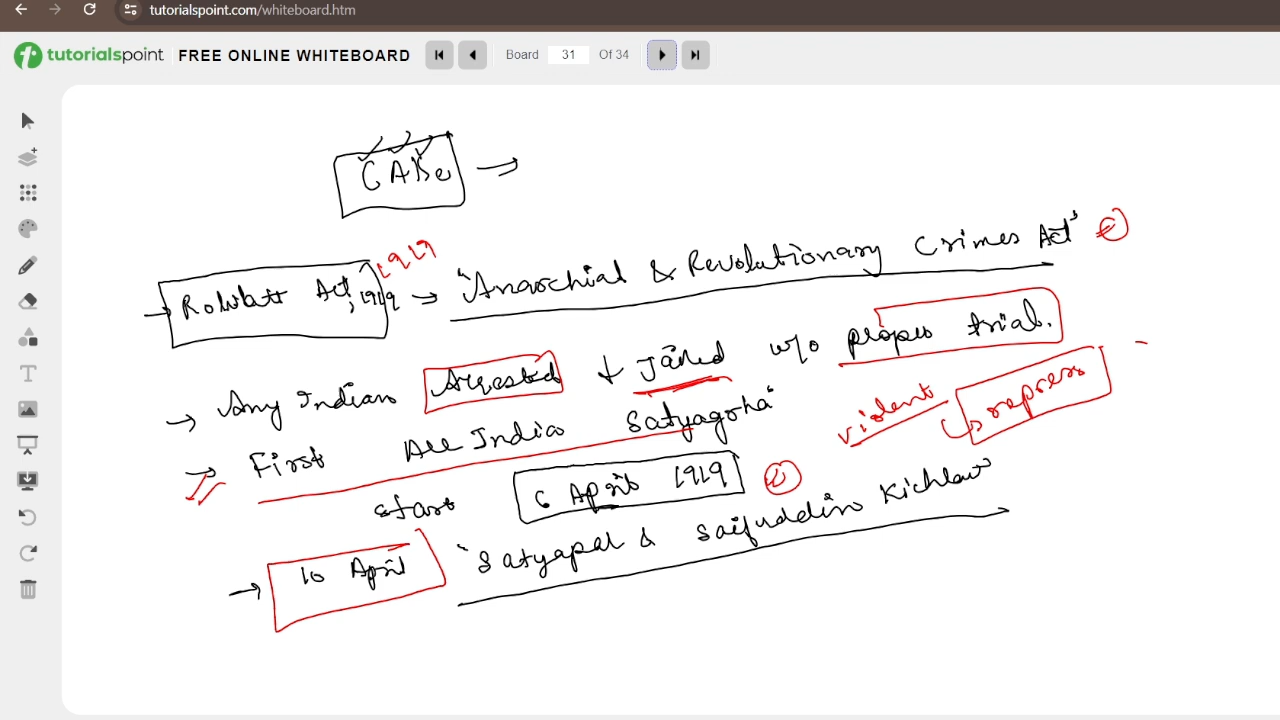 tutorialspoint.com/whiteboard.htm
tutorialspoint FREE ONLINE WHITEBOARD Board 31 Of 34
CABe →
→ Rowlatt Act, 1919 1919 → "Anarchial & Revolutionary Crimes Act"
→ Any Indian Arrested & Jailed w/o proper trial.
→ First All India Satyagrha" violent repress
start 6 April 1919
→ 10 April "Satyapal & Saifuddin Kichlew"